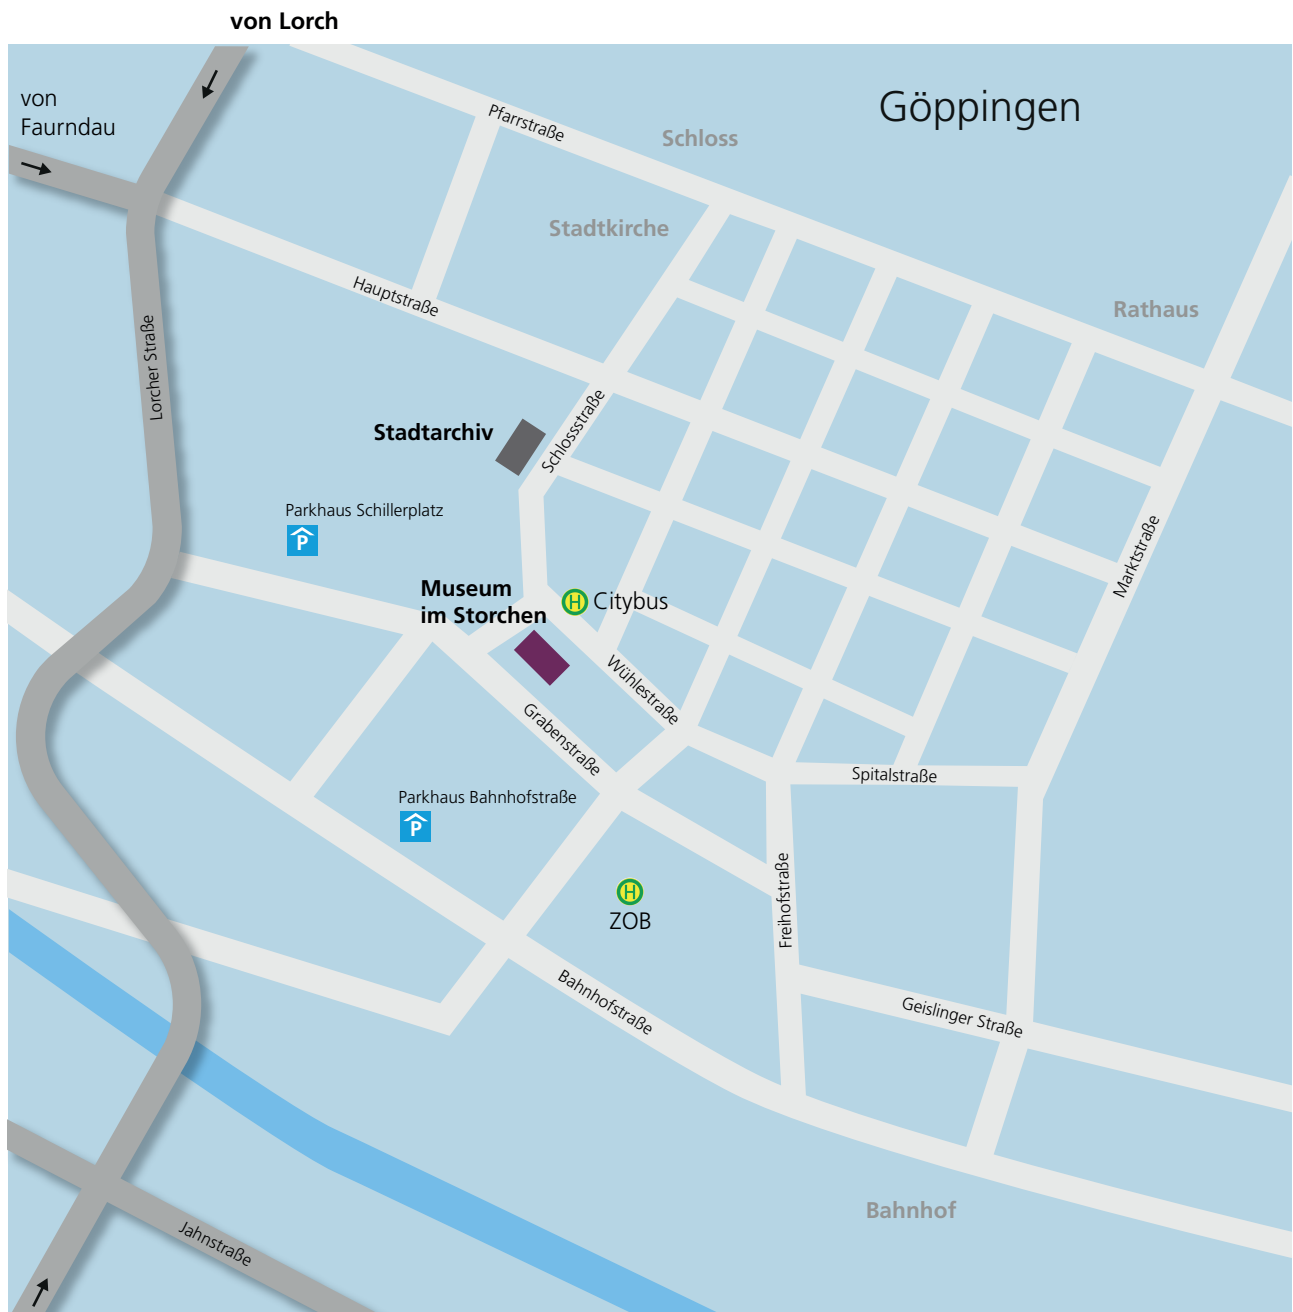 von Lorch
von
Faurndau
Göppingen
Pfarrstraße
Schloss
Stadtkirche
Hauptstraße
Rathaus
Lorcher Straße
Stadtarchiv
Schlossstraße
Parkhaus Schillerplatz
P
Marktstraße
Museum
im Storchen
H Citybus
Wühlestraße
Grabenstraße
Spitalstraße
Parkhaus Bahnhofstraße
P
H
ZOB
Freihofstraße
Bahnhofstraße
Geislinger Straße
Bahnhof
Jahnstraße